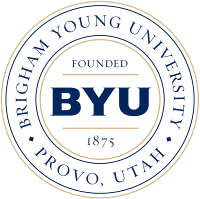 BRIGHAM YOUNG UNIVERSITY
FOUNDED
BYU
1875
PROVO, UTAH